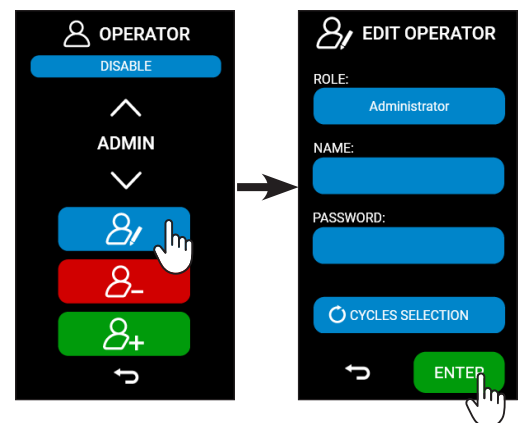 OPERATOR
DISABLE
ADMIN
EDIT OPERATOR
ROLE:
Administrator
NAME:
PASSWORD:
CYCLES SELECTION
ENTER